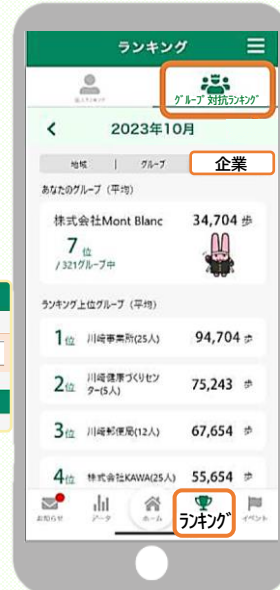 ランキング
個人ランキング
グループ対抗ランキング
2023年10月
地域 | グループ 企業
あなたのグループ（平均）
株式会社Mont Blanc 34,704 歩
7位
/321グループ中
ランキング上位グループ（平均）
1位 川崎事業所(25人) 94,704 歩
2位 川崎健康づくりセン
ター(5人) 75,243 歩
3位 川崎郵便局(12人) 67,654 歩
4位 株式会社KAWA(25人) 55,654 歩
お知らせ データ ホーム ランキング イベント